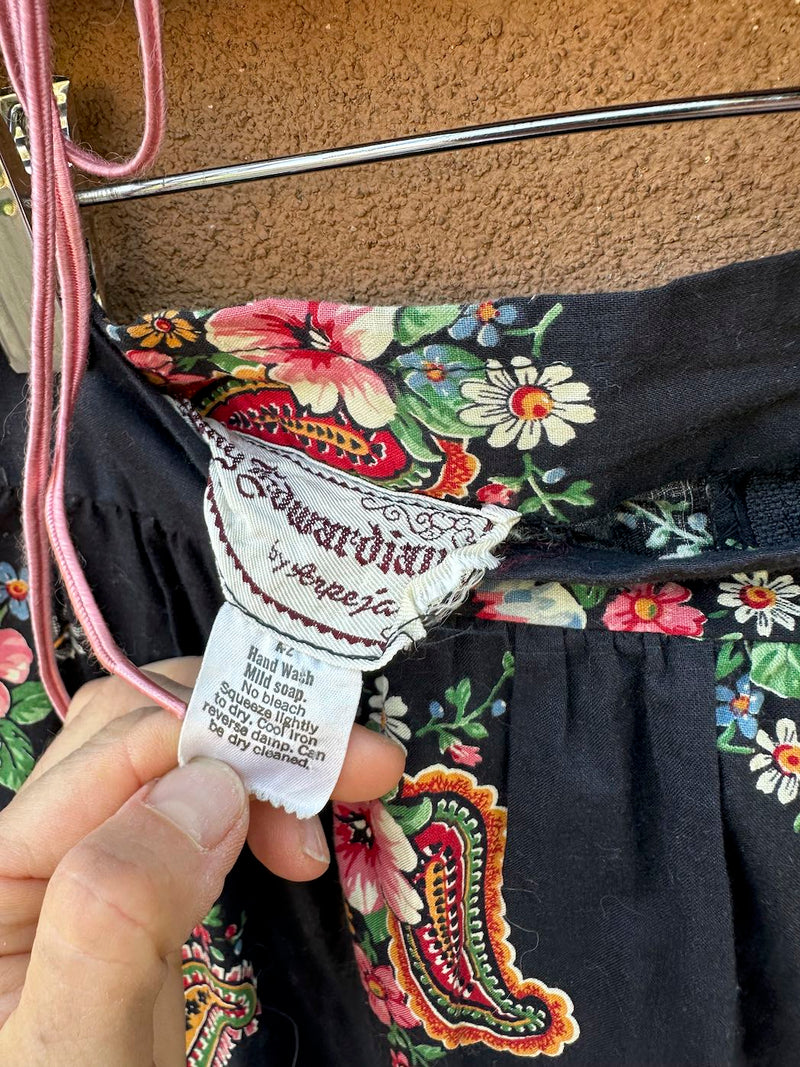 Edwardian
by Arpeja
Hand Wash
Mild soap.
No bleach
Squeeze lightly
to dry. Cool iron
reverse damp. Can
be dry cleaned.